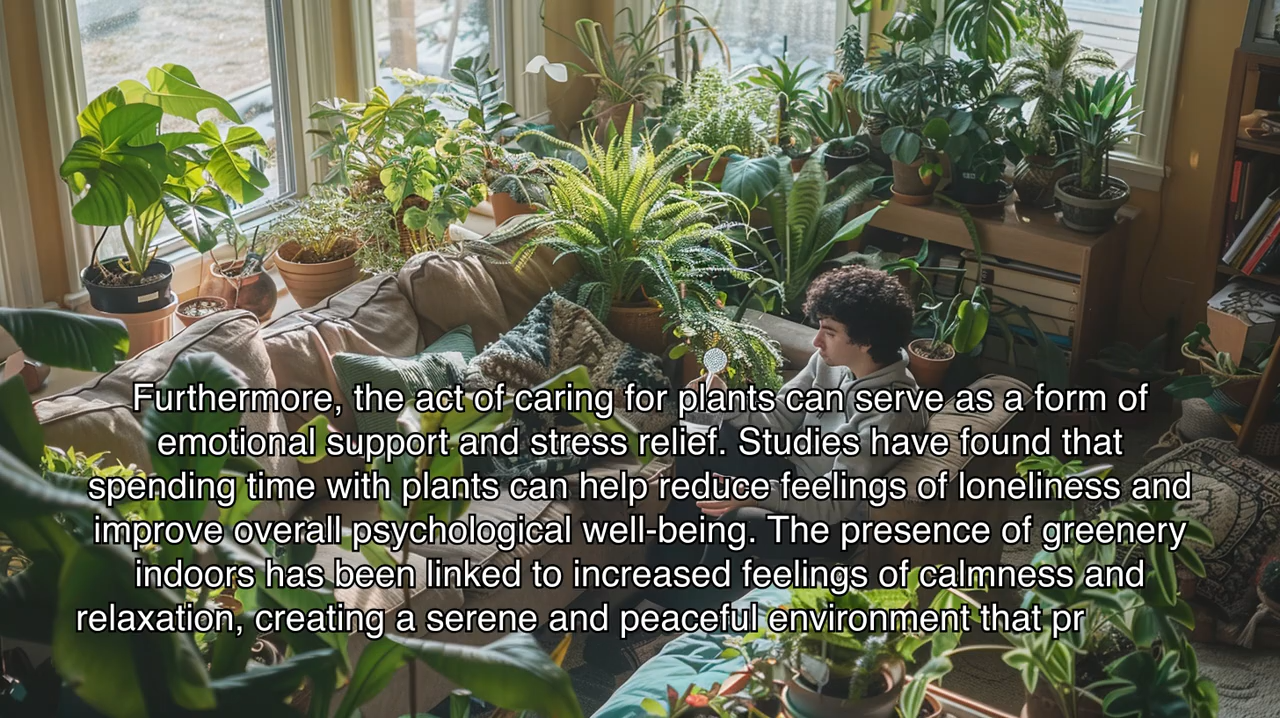 Furthermore, the act of caring for plants can serve as a form of
emotional support and stress relief. Studies have found that
spending time with plants can help reduce feelings of loneliness and
improve overall psychological well-being. The presence of greenery
indoors has been linked to increased feelings of calmness and
relaxation, creating a serene and peaceful environment that pr